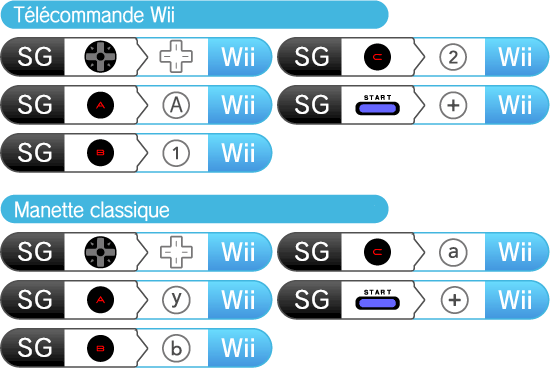 Télécommande Wii
SG Wii SG C 2 Wii
SG A A Wii SG START + Wii
SG B 1 Wii
Manette classique
SG Wii SG C a Wii
SG A y Wii SG START + Wii
SG B b Wii